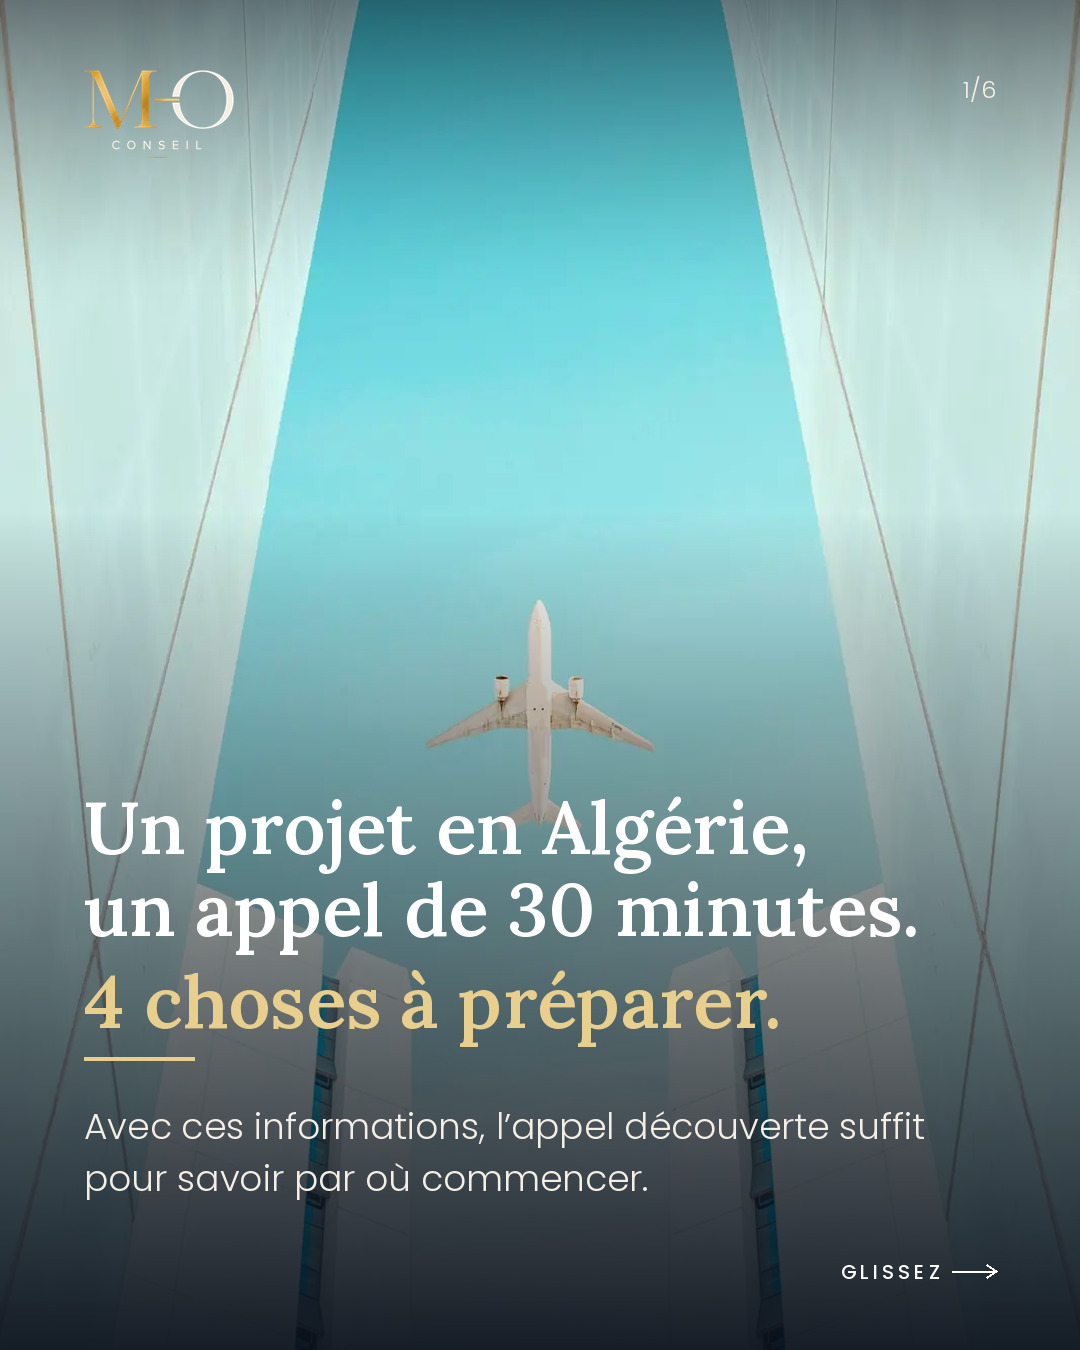 M-O
CONSEIL
1/6
Un projet en Algérie,
un appel de 30 minutes.
4 choses à préparer.
Avec ces informations, l’appel découverte suffit
pour savoir par où commencer.
GLISSEZ